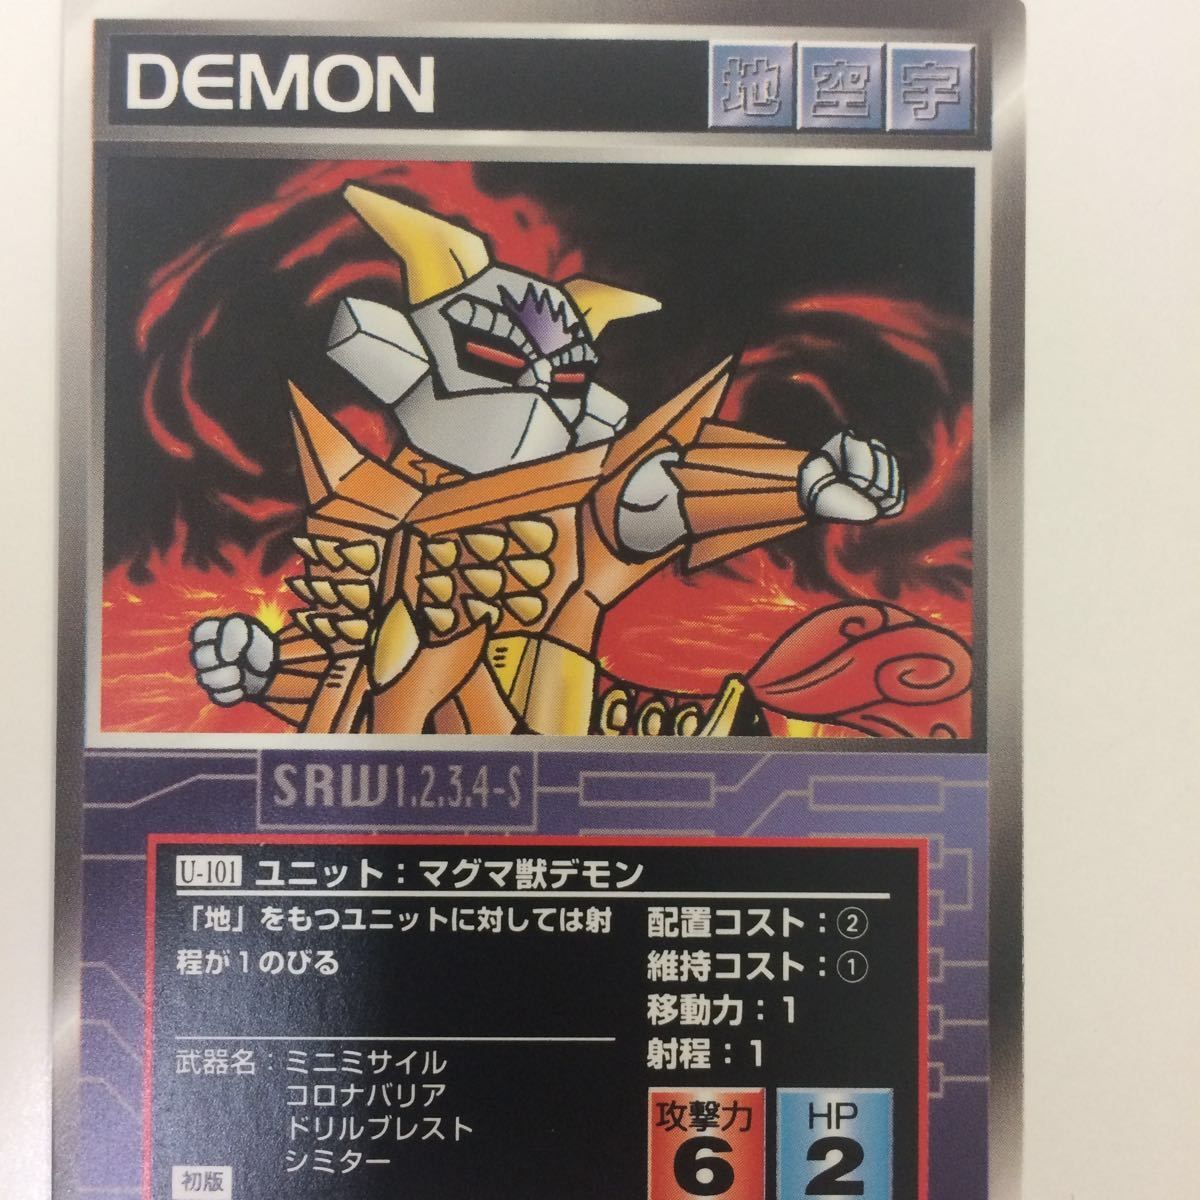 DEMON
地 空 宇
SRW1.2.3.4-S
U-101 ユニット：マグマ獣デモン
「地」をもつユニットに対しては射
程が1のびる
配置コスト：②
維持コスト：①
移動力：1
射程：1
武器名：ミニミサイル
コロナバリア
ドリルブレスト
シミター
攻撃力
6
HP
2
初版